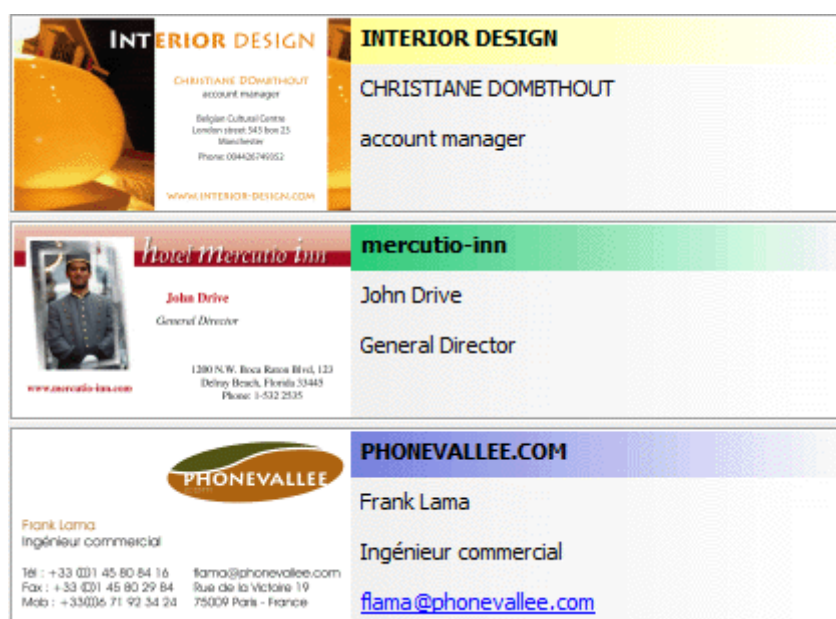 INTERIOR DESIGN
CHRISTIANE DOMBTHOUT
account manager
Belgian Cultural Centre
London street 543 box 25
Manchester
Phone: 004426749352
WWW.INTERIOR-DESIGN.COM
INTERIOR DESIGN
CHRISTIANE DOMBTHOUT
account manager
hotel mercutio inn
John Drive
General Director
1200 N.W. Boca Raton Blvd, 123
Delray Beach, Florida 33445
Phone: 1-532 2535
www.mercutio-inn.com
mercutio-inn
John Drive
General Director
PHONEVALLEE
Frank Lama
Ingénieur commercial
Tél : +33 (0)1 45 80 84 16
Fax : +33 (0)1 45 80 29 84
Mob : +33(0)6 71 92 34 24
flama@phonevallee.com
Rue de la Victoire 19
75009 Paris - France
PHONEVALLEE.COM
Frank Lama
Ingénieur commercial
flama@phonevallee.com